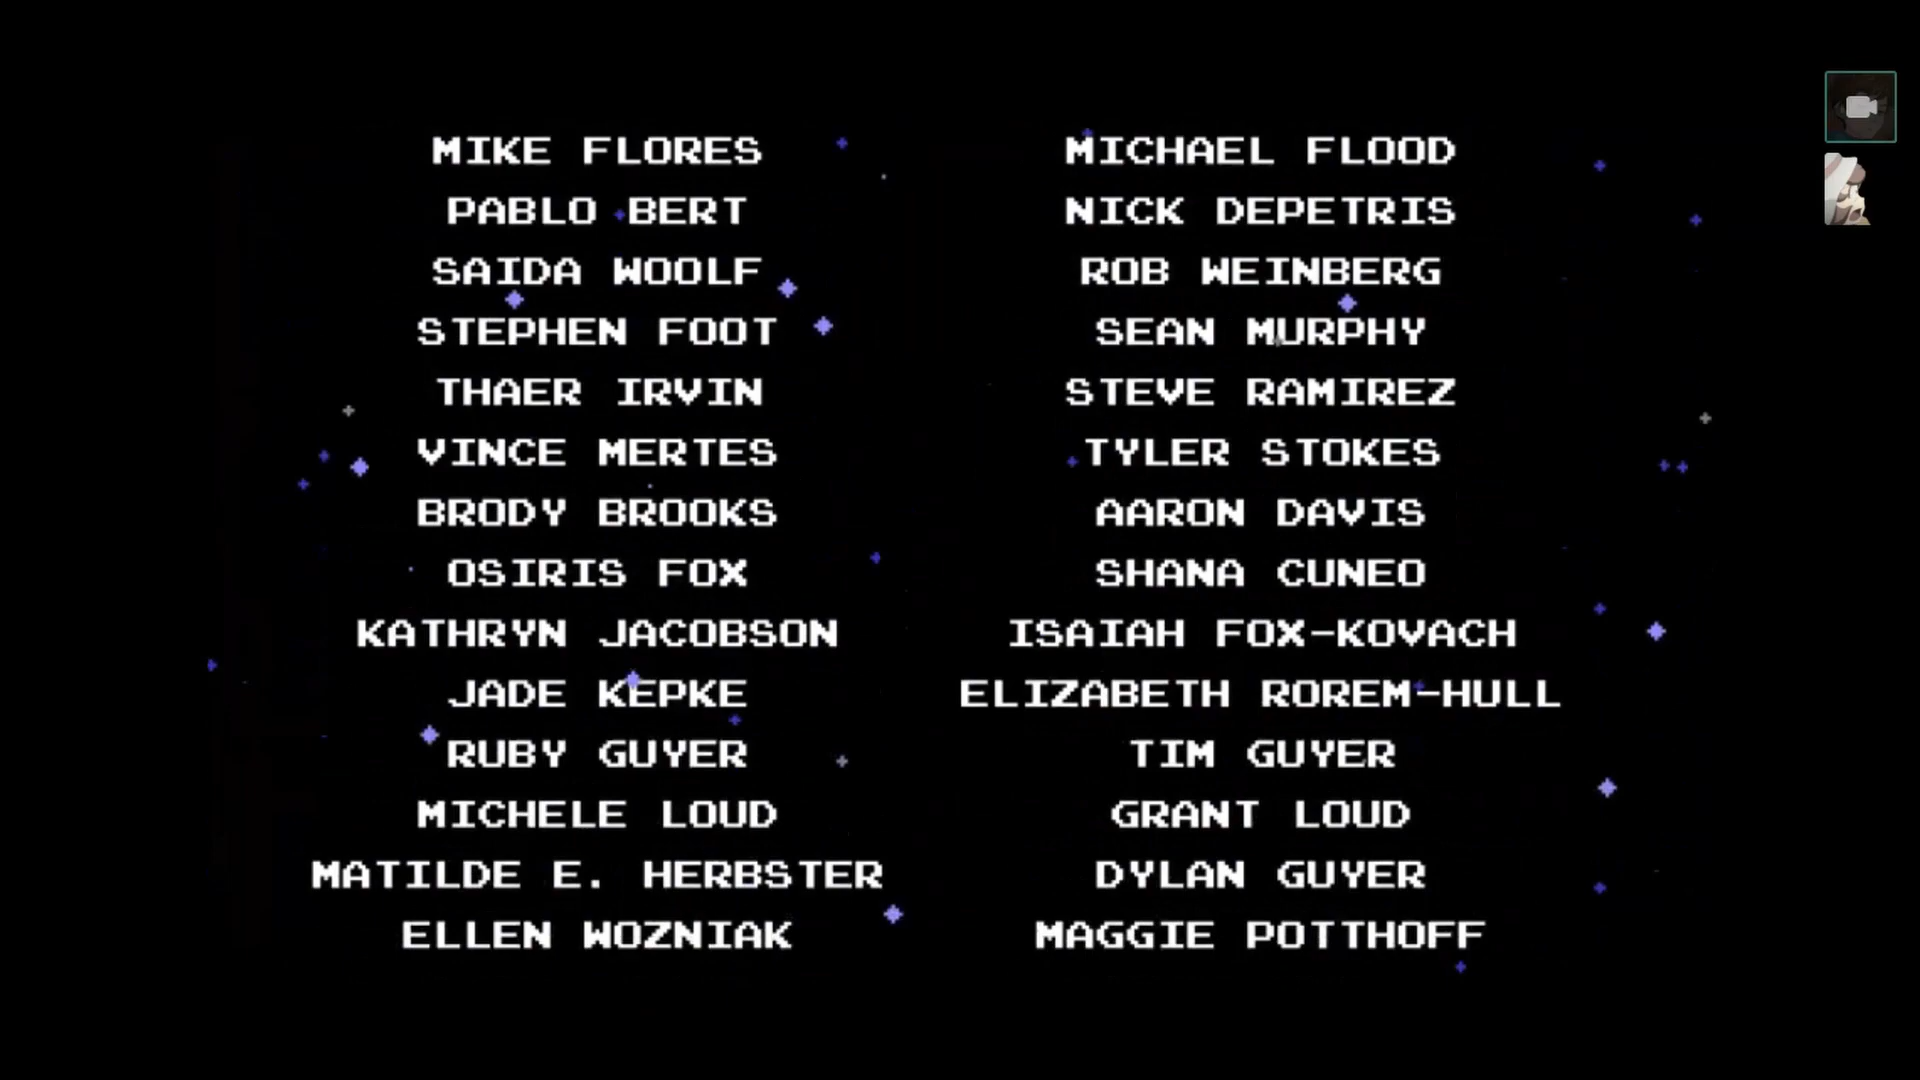 MIKE FLORES
PABLO BERT
SAIDA WOOLF
STEPHEN FOOT
THAER IRVIN
VINCE MERTES
BRODY BROOKS
OSIRIS FOX
KATHRYN JACOBSON
JADE KEPKE
RUBY GUYER
MICHELE LOUD
MATILDE E. HERBSTER
ELLEN WOZNIAK
MICHAEL FLOOD
NICK DEPETRIS
ROB WEINBERG
SEAN MURPHY
STEVE RAMIREZ
TYLER STOKES
AARON DAVIS
SHANA CUNEO
ISAIAH FOX-KOVACH
ELIZABETH ROREM-HULL
TIM GUYER
GRANT LOUD
DYLAN GUYER
MAGGIE POTTHOFF